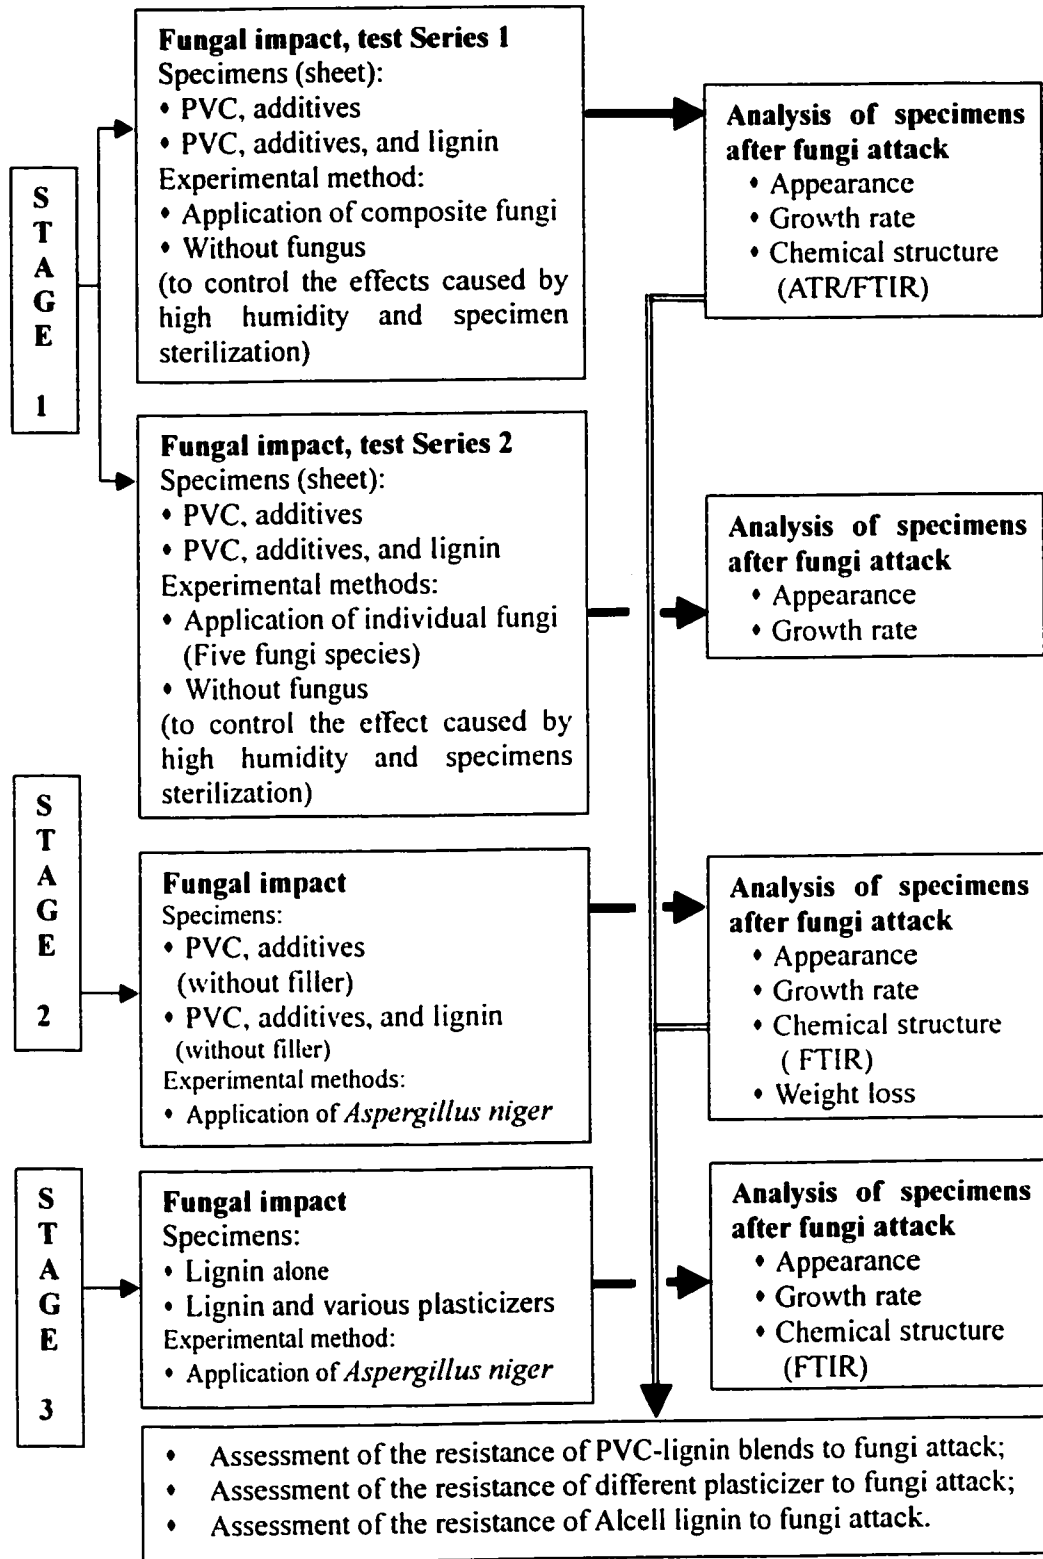 STAGE 1
Fungal impact, test Series 1
Specimens (sheet):
• PVC, additives
• PVC, additives, and lignin
Experimental method:
• Application of composite fungi
• Without fungus
(to control the effects caused by
high humidity and specimen
sterilization)
Analysis of specimens
after fungi attack
• Appearance
• Growth rate
• Chemical structure
(ATR/FTIR)
Fungal impact, test Series 2
Specimens (sheet):
• PVC, additives
• PVC, additives, and lignin
Experimental methods:
• Application of individual fungi
(Five fungi species)
• Without fungus
(to control the effect caused by
high humidity and specimens
sterilization)
Analysis of specimens
after fungi attack
• Appearance
• Growth rate
STAGE 2
Fungal impact
Specimens:
• PVC, additives
(without filler)
• PVC, additives, and lignin
(without filler)
Experimental methods:
• Application of Aspergillus niger
Analysis of specimens
after fungi attack
• Appearance
• Growth rate
• Chemical structure
( FTIR)
• Weight loss
STAGE 3
Fungal impact
Specimens:
• Lignin alone
• Lignin and various plasticizers
Experimental method:
• Application of Aspergillus niger
Analysis of specimens
after fungi attack
• Appearance
• Growth rate
• Chemical structure
(FTIR)
• Assessment of the resistance of PVC-lignin blends to fungi attack;
• Assessment of the resistance of different plasticizer to fungi attack;
• Assessment of the resistance of Alcell lignin to fungi attack.